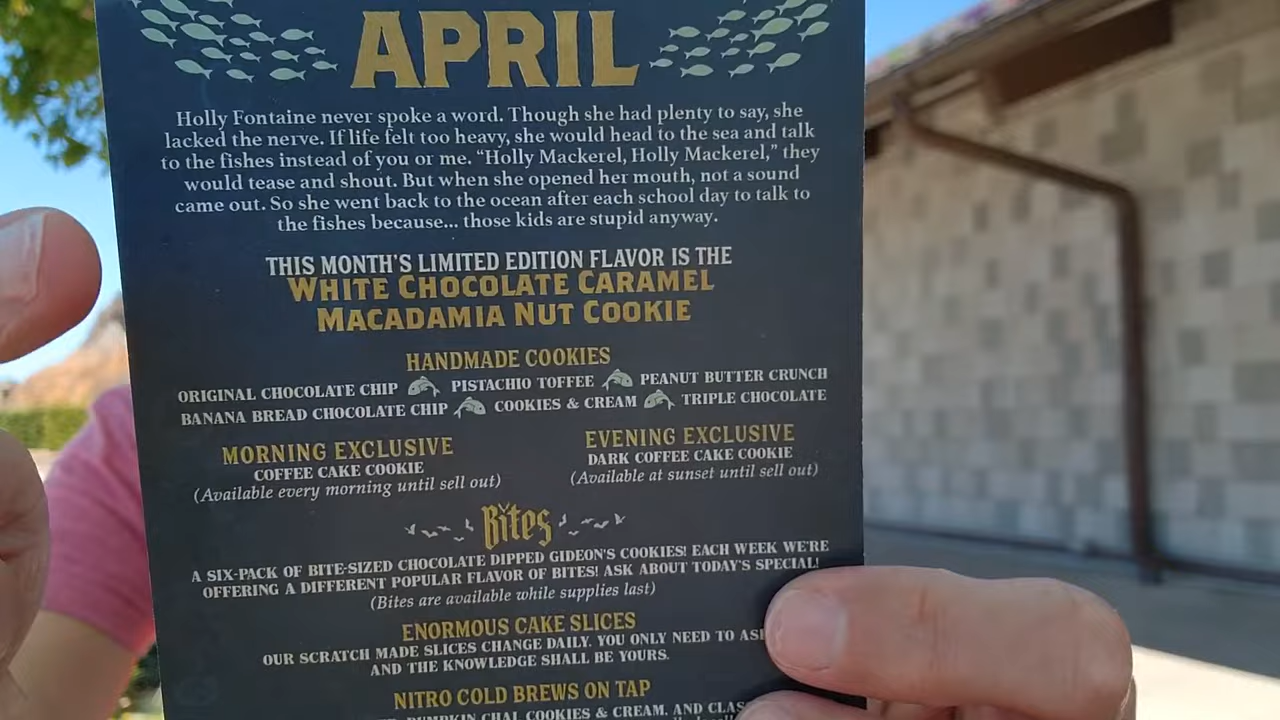 APRIL
Holly Fontaine never spoke a word. Though she had plenty to say, she
lacked the nerve. If life felt too heavy, she would head to the sea and talk
to the fishes instead of you or me. “Holly Mackerel, Holly Mackerel,” they
would tease and shout. But when she opened her mouth, not a sound
came out. So she went back to the ocean after each school day to talk to
the fishes because... those kids are stupid anyway.
THIS MONTH'S LIMITED EDITION FLAVOR IS THE
WHITE CHOCOLATE CARAMEL
MACADAMIA NUT COOKIE
HANDMADE COOKIES
ORIGINAL CHOCOLATE CHIP PISTACHIO TOFFEE PEANUT BUTTER CRUNCH
BANANA BREAD CHOCOLATE CHIP COOKIES & CREAM TRIPLE CHOCOLATE
MORNING EXCLUSIVE
COFFEE CAKE COOKIE
(Available every morning until sell out)
EVENING EXCLUSIVE
DARK COFFEE CAKE COOKIE
(Available at sunset until sell out)
Bites
A SIX-PACK OF BITE-SIZED CHOCOLATE DIPPED GIDEON'S COOKIES! EACH WEEK WE'RE
OFFERING A DIFFERENT POPULAR FLAVOR OF BITES! ASK ABOUT TODAY'S SPECIAL!
(Bites are available while supplies last)
ENORMOUS CAKE SLICES
OUR SCRATCH MADE SLICES CHANGE DAILY. YOU ONLY NEED TO
AND THE KNOWLEDGE SHALL BE YOURS.
NITRO COLD BREWS ON TAP
PUMPKIN CHAI, COOKIES & CREAM, AND